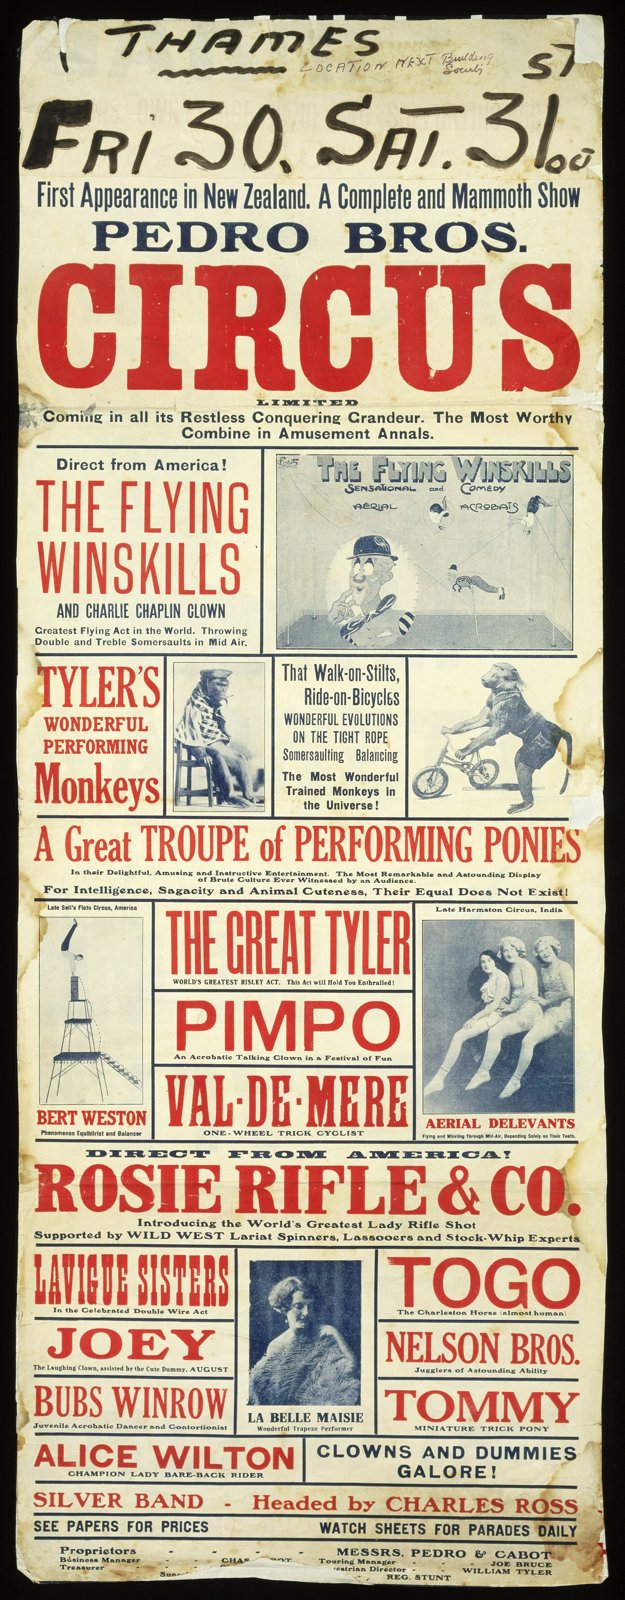 THAMES
LOCATION. NEXT Building Society
ST
FRI 30. SAT. 31
First Appearance in New Zealand. A Complete and Mammoth Show
PEDRO BROS.
CIRCUS
LIMITED
Coming in all its Restless Conquering Grandeur. The Most Worthy
Combine in Amusement Annals.
Direct from America!
THE FLYING
WINSKILLS
AND CHARLIE CHAPLIN CLOWN
Greatest Flying Act in the World. Throwing
Double and Treble Somersaults in Mid Air.
THE FLYING WINSKILLS
SENSATIONAL and COMEDY
AERIAL ACROBATS
TYLER'S
WONDERFUL
PERFORMING
Monkeys
That Walk-on-Stilts,
Ride-on-Bicycles
WONDERFUL EVOLUTIONS
ON THE TIGHT ROPE
Somersaulting Balancing
The Most Wonderful
Trained Monkeys in
the Universe!
A Great TROUPE of PERFORMING PONIES
In their Delightful, Amusing and Instructive Entertainment. The Most Remarkable and Astounding Display
of Brute Culture Ever Witnessed by an Audience.
For Intelligence, Sagacity and Animal Cuteness, Their Equal Does Not Exist!
Late Sell's Floto Circus, America
BERT WESTON
Phenomenon Equilibrist and Balancer
THE GREAT TYLER
WORLD'S GREATEST RISLEY ACT. This Act will Hold You Enthralled!
PIMPO
An Acrobatic Talking Clown in a Festival of Fun
VAL-DE-MERE
ONE-WHEEL TRICK CYCLIST
Late Harmston Circus, India
AERIAL DELEVANTS
Flying and Whirling Through Mid-Air, Depending Solely on Their Teeth.
DIRECT FROM AMERICA!
ROSIE RIFLE & CO.
Introducing the World's Greatest Lady Rifle Shot
Supported by WILD WEST Lariat Spinners, Lassooers and Stock-Whip Experts
LAVIGUE SISTERS
In the Celebrated Double Wire Act
JOEY
The Laughing Clown, assisted by the Cute Dummy, AUGUST
BUBS WINROW
Juvenile Acrobatic Dancer and Contortionist
LA BELLE MAISIE
Wonderful Trapeze Performer
TOGO
The Charleston Horse (almost human)
NELSON BROS.
Jugglers of Astounding Ability
TOMMY
MINIATURE TRICK PONY
ALICE WILTON
CHAMPION LADY BARE-BACK RIDER
CLOWNS AND DUMMIES
GALORE!
SILVER BAND - Headed by CHARLES ROSS
SEE PAPERS FOR PRICES WATCH SHEETS FOR PARADES DAILY
Proprietors - - - - - MESSRS. PEDRO & CABOT
Business Manager - CHAS. Touring Manager - JOE BRUCE
Treasurer - Director - WILLIAM TYLER
REG. STUNT